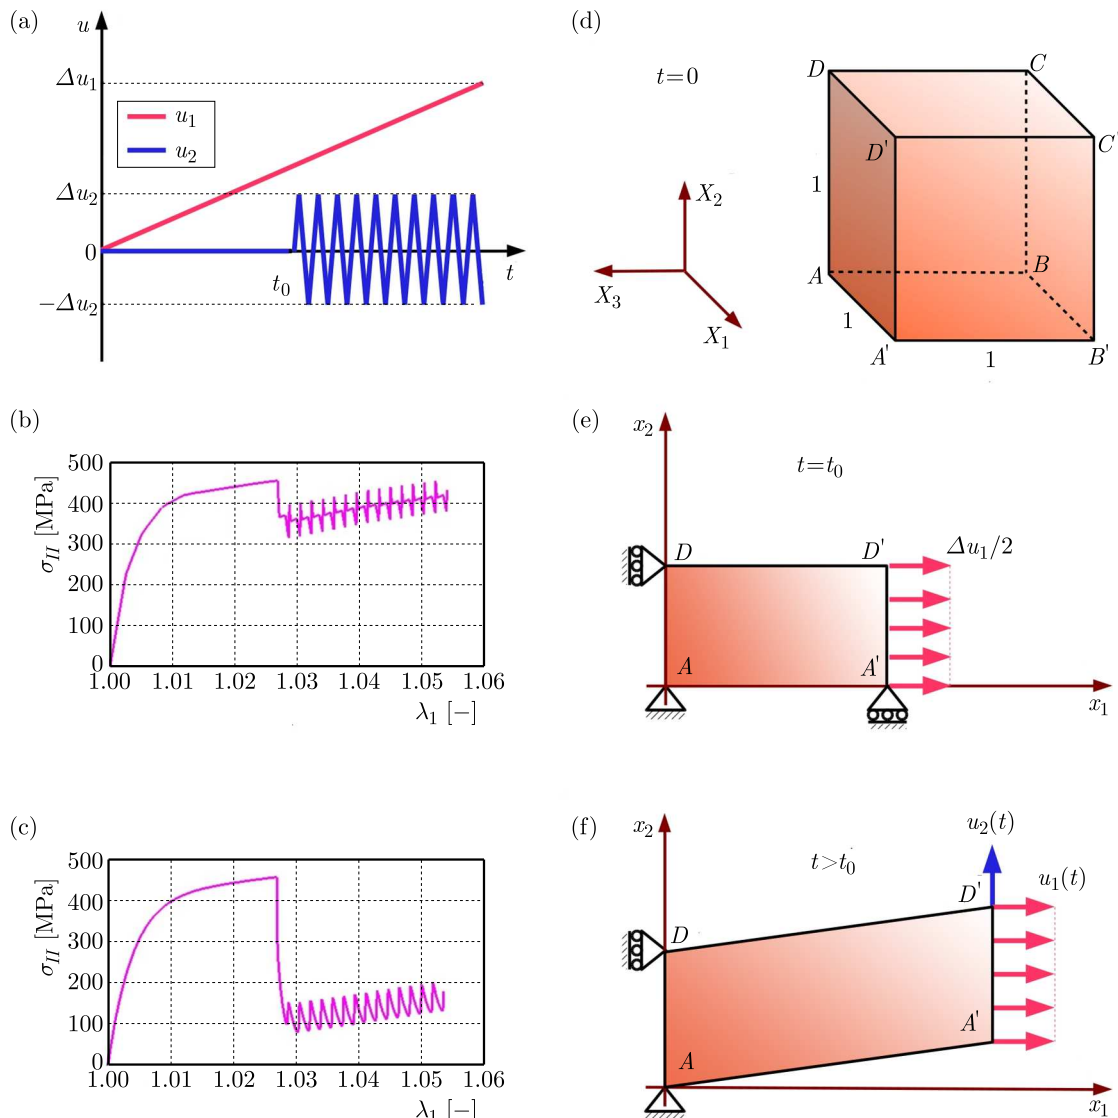 (a)
u
Δu1
u1
u2
Δu2
0
t0
t
−Δu2
(b)
500
400
300
200
100
0
σII [MPa]
1.00 1.01 1.02 1.03 1.04 1.05 1.06
λ1 [−]
(c)
500
400
300
200
100
0
σII [MPa]
1.00 1.01 1.02 1.03 1.04 1.05 1.06
λ1 [−]
(d)
t=0
X2
X3
X1
D
C
D'
C'
1
A
B
1
A'
1
B'
(e)
x2
t=t0
D
D'
Δu1/2
A
A'
x1
(f)
x2
t>t0
u2(t)
D'
u1(t)
D
A'
A
x1